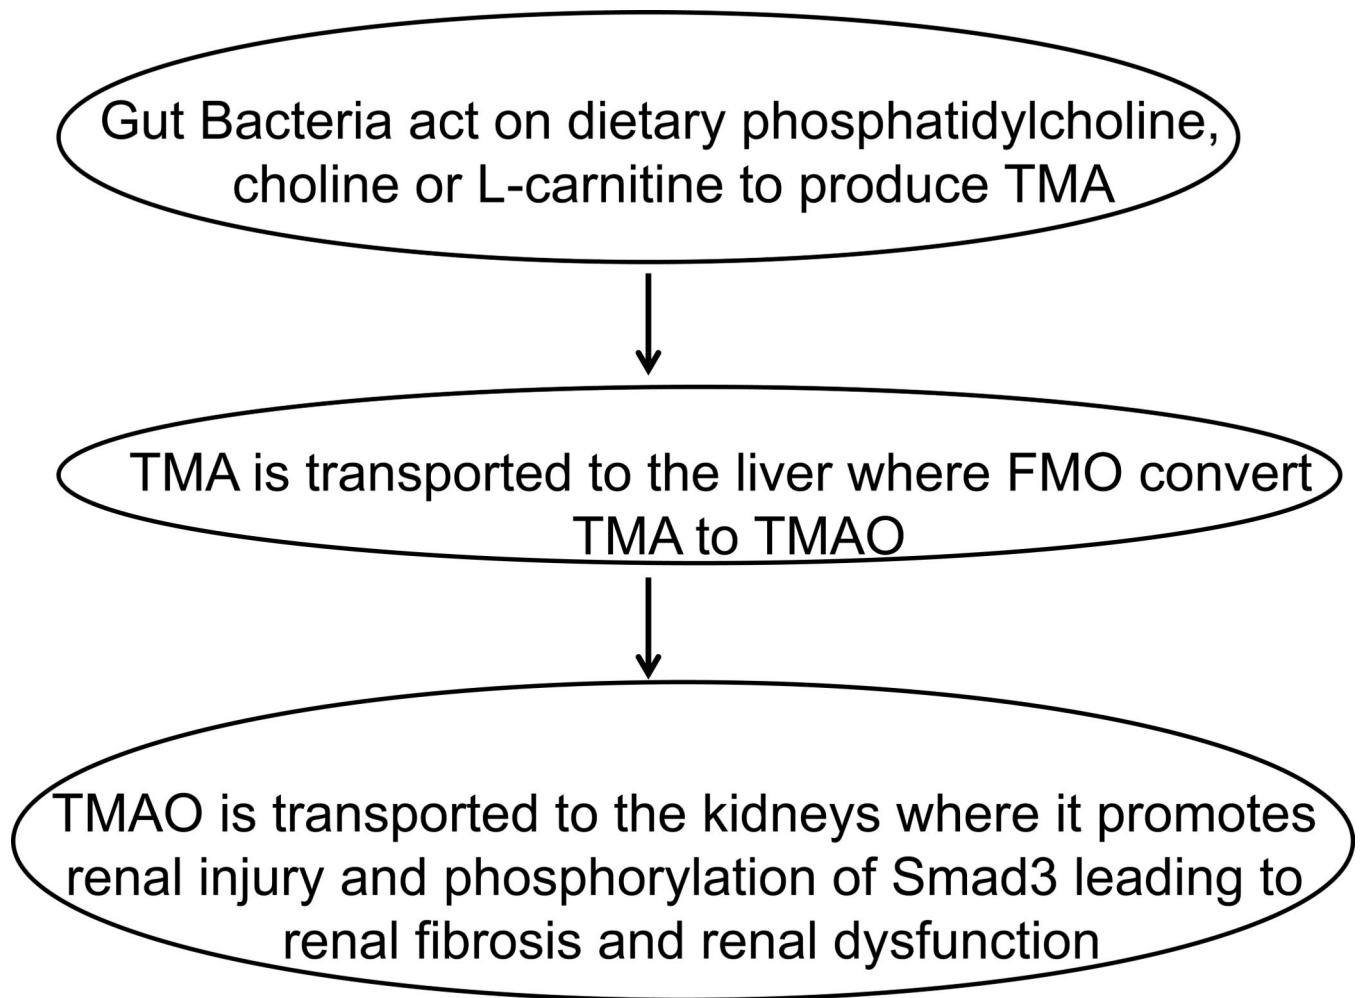 Gut Bacteria act on dietary phosphatidylcholine,
choline or L-carnitine to produce TMA
TMA is transported to the liver where FMO convert
TMA to TMAO
TMAO is transported to the kidneys where it promotes
renal injury and phosphorylation of Smad3 leading to
renal fibrosis and renal dysfunction